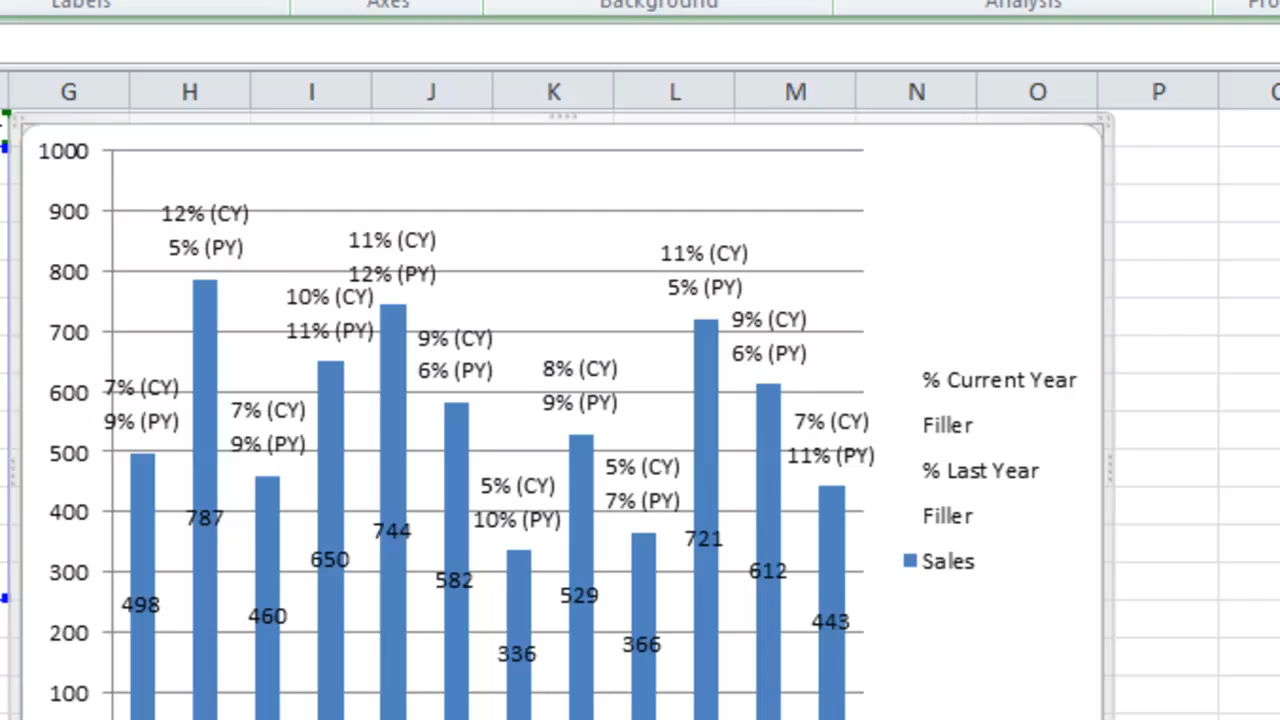 Labels Axes Background Analysis
G H I J K L M N O P
1000
900
800
700
600
500
400
300
200
100
7% (CY)
9% (PY)
12% (CY)
5% (PY)
7% (CY)
9% (PY)
10% (CY)
11% (PY)
11% (CY)
12% (PY)
9% (CY)
6% (PY)
5% (CY)
10% (PY)
8% (CY)
9% (PY)
5% (CY)
7% (PY)
11% (CY)
5% (PY)
9% (CY)
6% (PY)
7% (CY)
11% (PY)
498
787
460
650
744
582
336
529
366
721
612
443
% Current Year
Filler
% Last Year
Filler
Sales